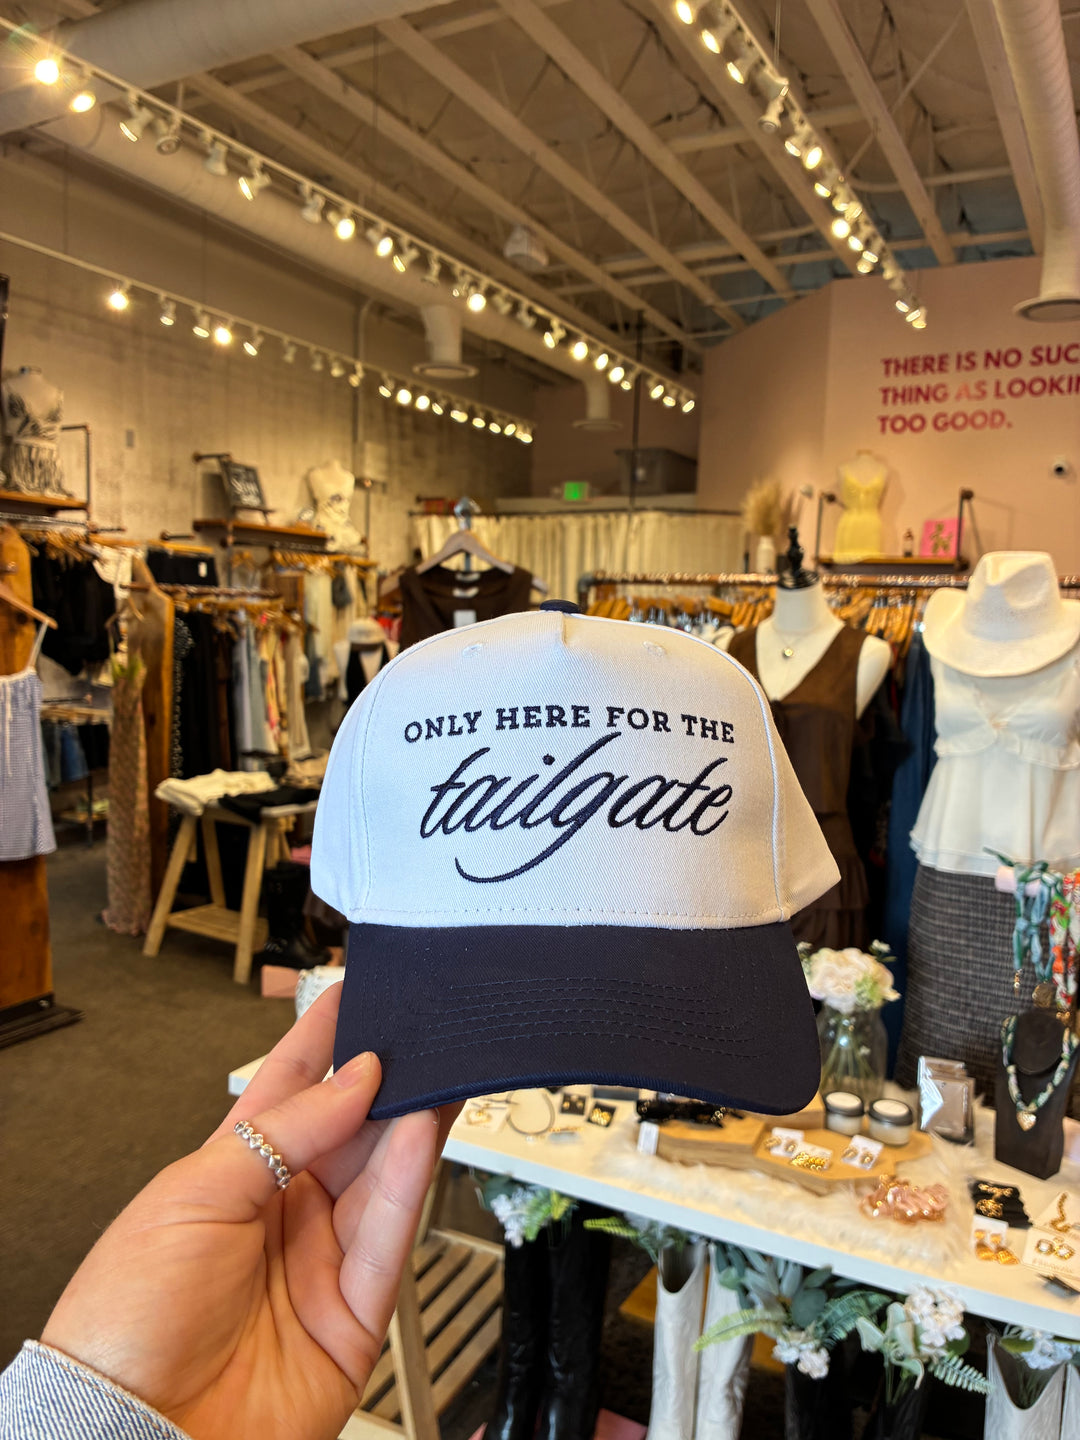 THERE IS NO SUC
THING AS LOOKIN
TOO GOOD.
ONLY HERE FOR THE
tailgate